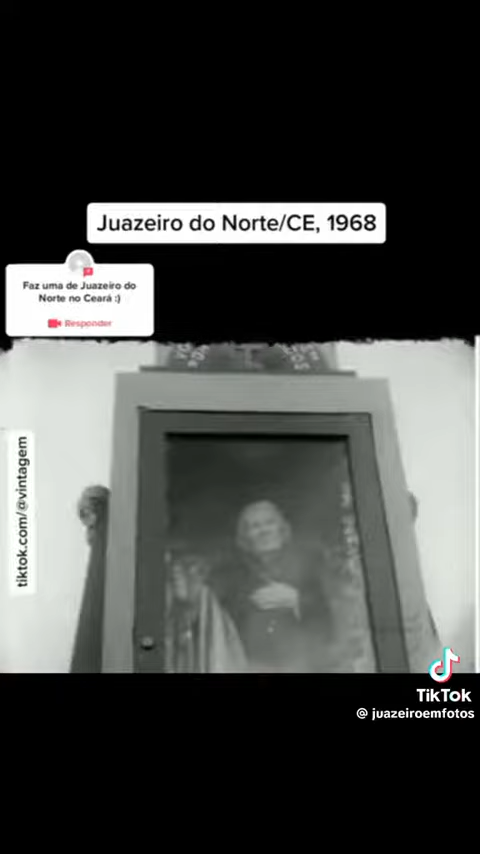 Juazeiro do Norte/CE, 1968
Faz uma de Juazeiro do
Norte no Ceará :)
Responder
tiktok.com/@vintagem
TikTok
@ juazeiroemfotos